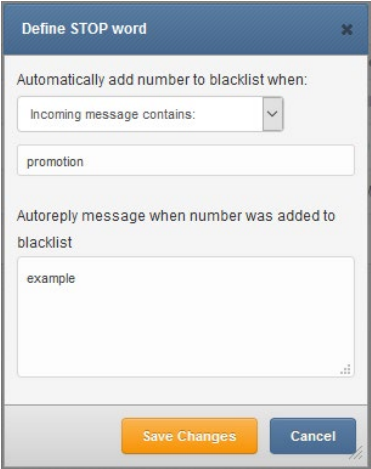 Define STOP word
Automatically add number to blacklist when:
Incoming message contains:
promotion
Autoreply message when number was added to
blacklist
example
Save Changes
Cancel